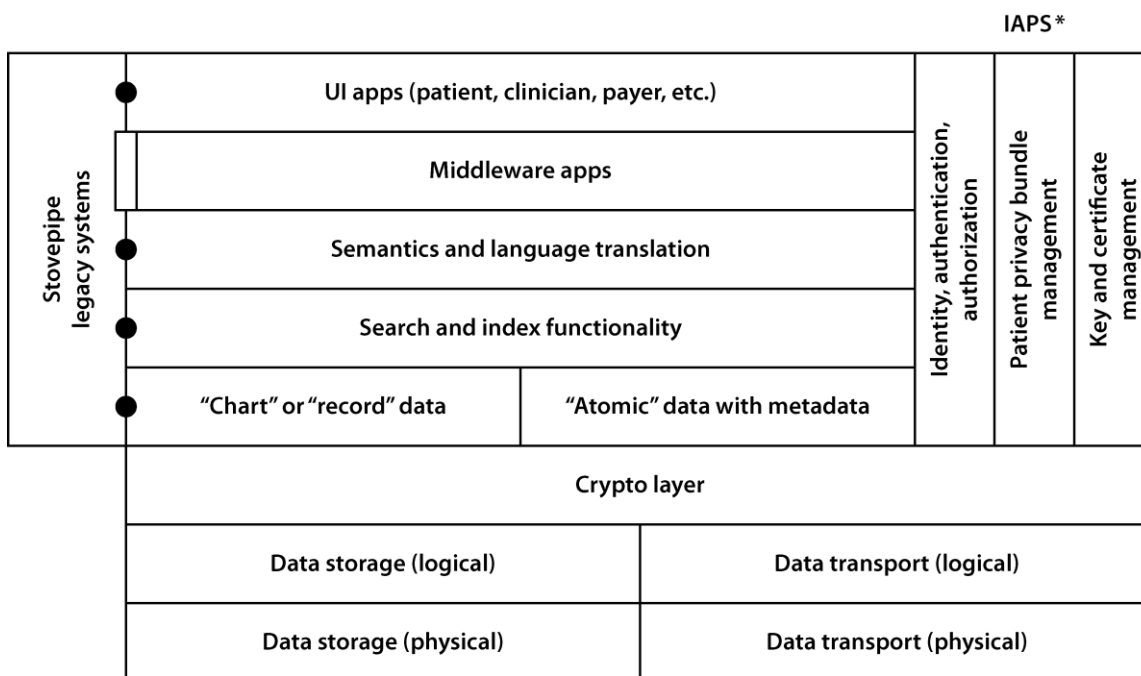 IAPS*
Stovepipe
legacy systems
UI apps (patient, clinician, payer, etc.)
Middleware apps
Semantics and language translation
Search and index functionality
“Chart” or “record” data
“Atomic” data with metadata
Identity, authentication,
authorization
Patient privacy bundle
management
Key and certificate
management
Crypto layer
Data storage (logical)
Data transport (logical)
Data storage (physical)
Data transport (physical)